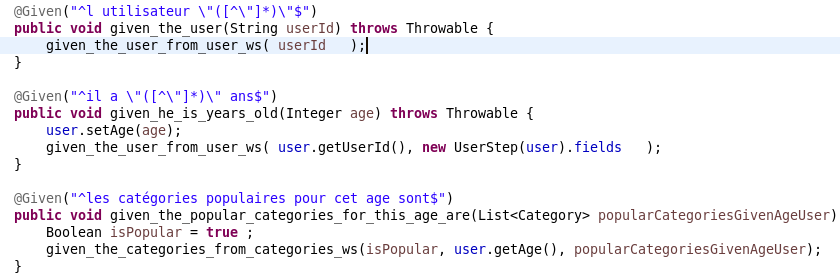 @Given("^l utilisateur \"([^\"]*)\"$")
public void given_the_user(String userId) throws Throwable {
    given_the_user_from_user_ws( userId   );
}
@Given("^il a \"([^\"]*)\" ans$")
public void given_he_is_years_old(Integer age) throws Throwable {
    user.setAge(age);
    given_the_user_from_user_ws( user.getUserId(), new UserStep(user).fields   );
}
@Given("^les catégories populaires pour cet age sont$")
public void given_the_popular_categories_for_this_age_are(List<Category> popularCategoriesGivenAgeUser)
    Boolean isPopular = true ;
    given_the_categories_from_categories_ws(isPopular, user.getAge(), popularCategoriesGivenAgeUser);
}